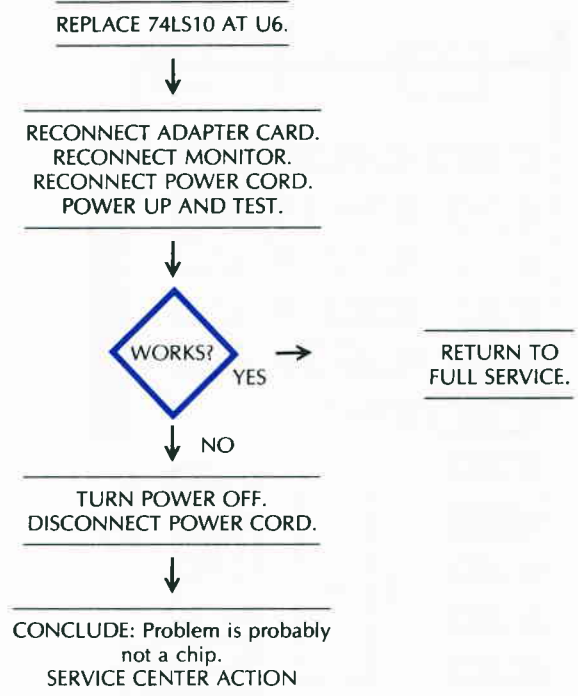 REPLACE 74LS10 AT U6.
RECONNECT ADAPTER CARD.
RECONNECT MONITOR.
RECONNECT POWER CORD.
POWER UP AND TEST.
WORKS?
YES
RETURN TO
FULL SERVICE.
NO
TURN POWER OFF.
DISCONNECT POWER CORD.
CONCLUDE: Problem is probably
not a chip.
SERVICE CENTER ACTION